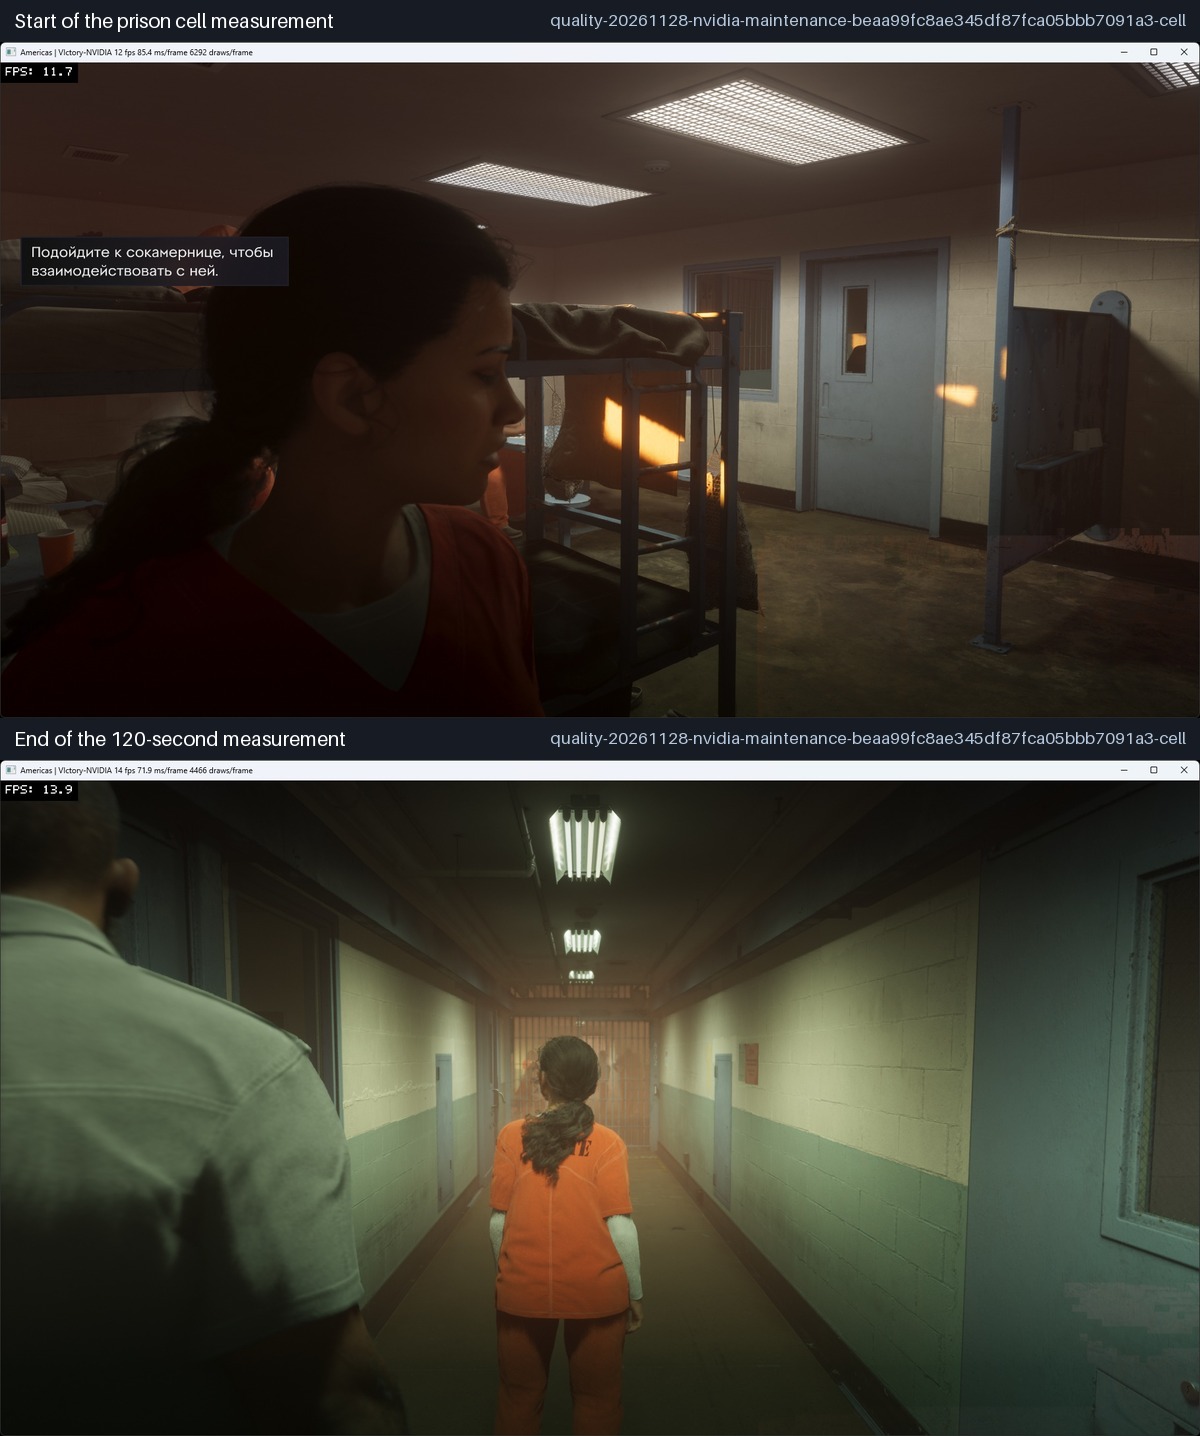 Start of the prison cell measurement
quality-20261128-nvidia-maintenance-beaa99fc8ae345df87fca05bbb7091a3-cell
Americas | VIctory-NVIDIA 12 fps 85.4 ms/frame 6292 draws/frame
FPS: 11.7
Подойдите к сокамернице, чтобы
взаимодействовать с ней.
End of the 120-second measurement
quality-20261128-nvidia-maintenance-beaa99fc8ae345df87fca05bbb7091a3-cell
Americas | VIctory-NVIDIA 14 fps 71.9 ms/frame 4466 draws/frame
FPS: 13.9